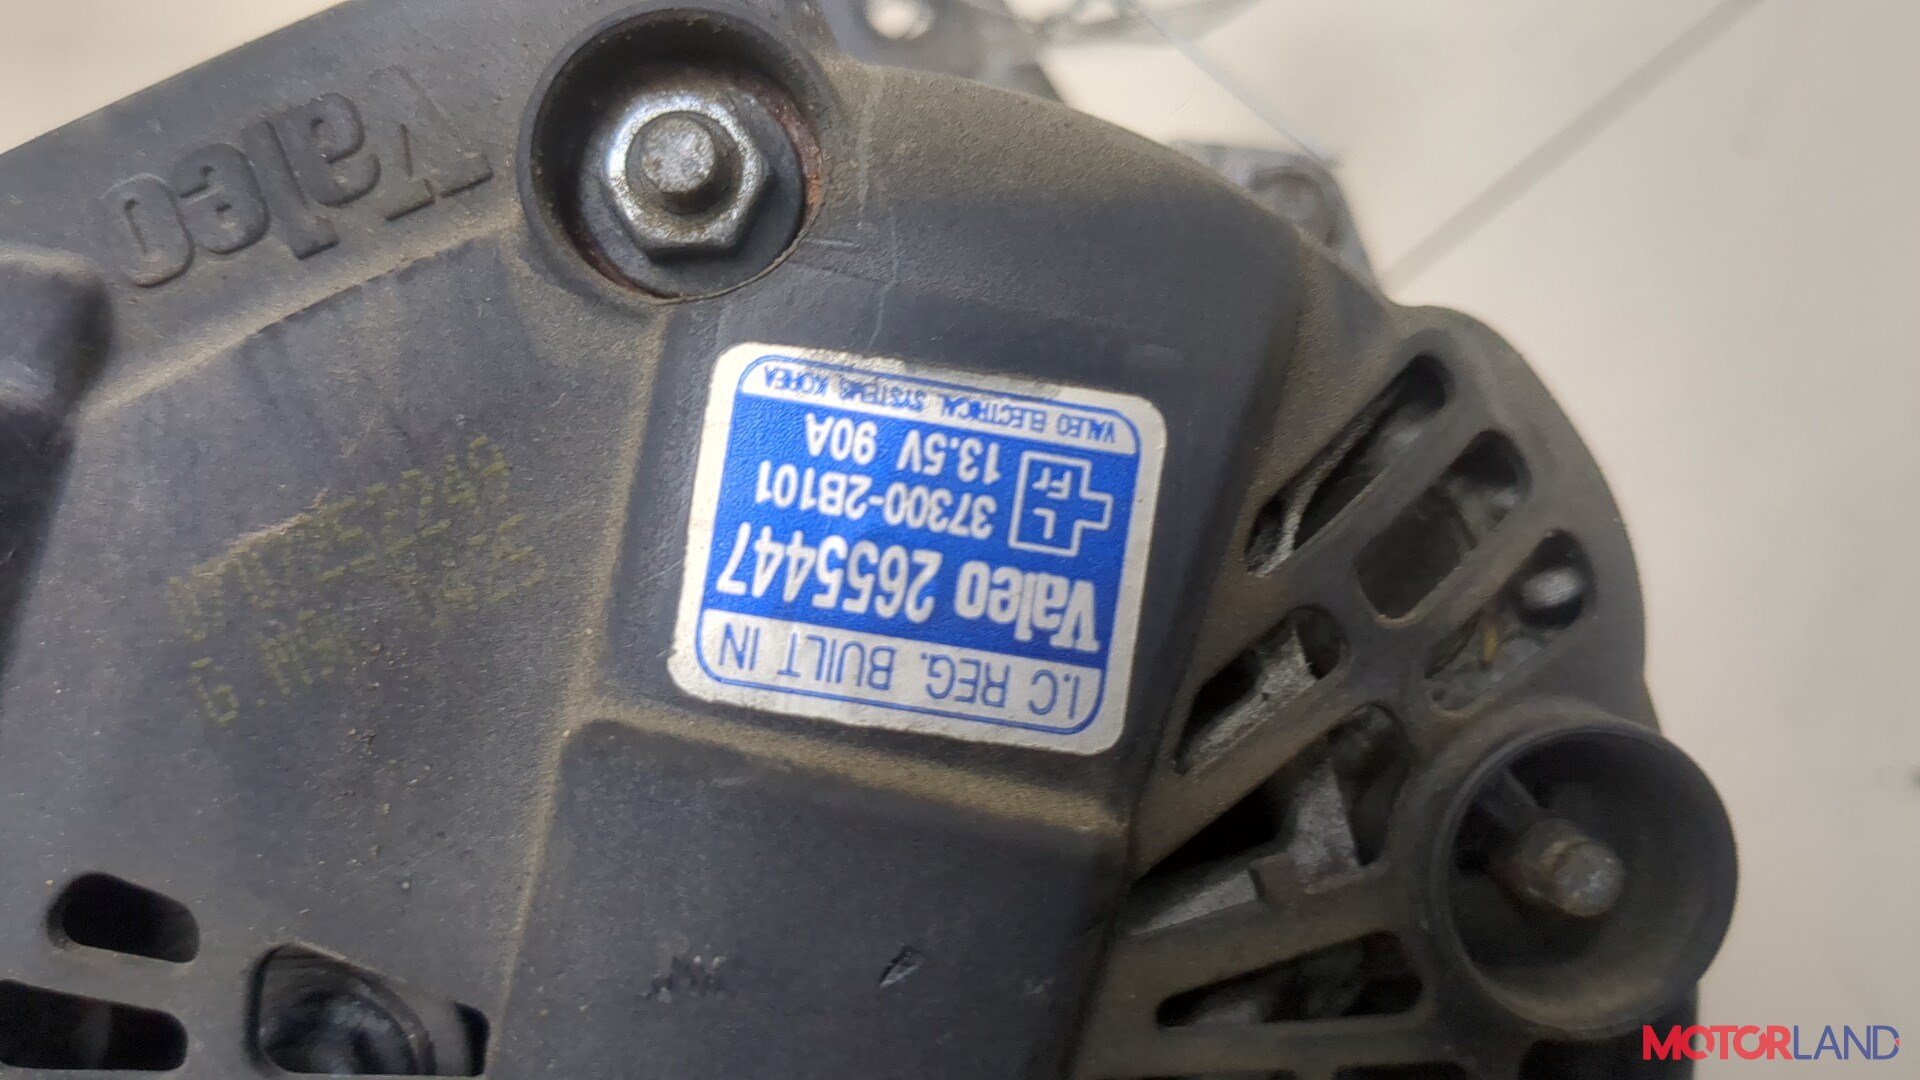 Valeo
I.C REG. BUILT IN
Valeo 2655447
L Fr
37300-2B101
13.5V 90A
VALEO ELECTRICAL SYSTEMS KOREA
MOTORLAND